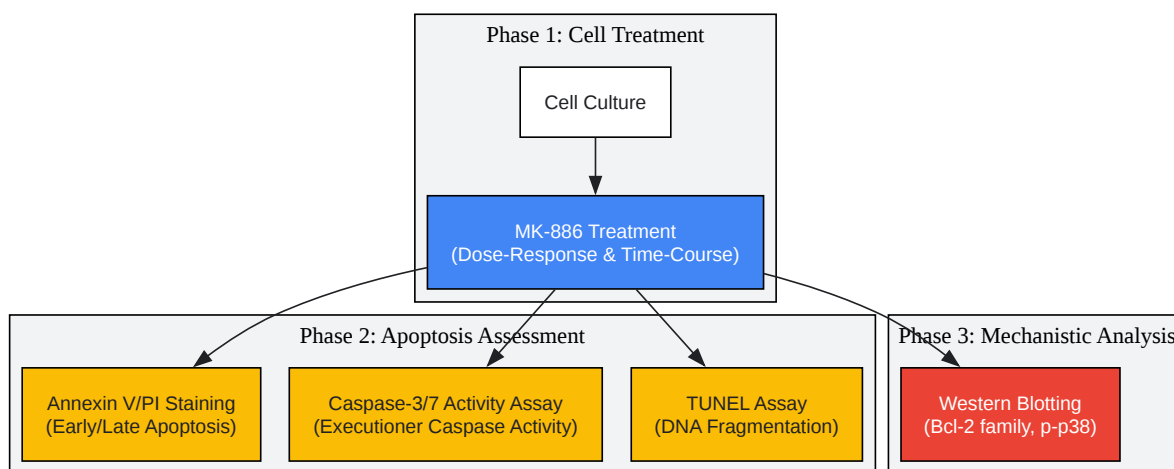 Phase 1: Cell Treatment
Cell Culture
MK-886 Treatment
(Dose-Response & Time-Course)
Phase 2: Apoptosis Assessment
Annexin V/PI Staining
(Early/Late Apoptosis)
Caspase-3/7 Activity Assay
(Executioner Caspase Activity)
TUNEL Assay
(DNA Fragmentation)
Phase 3: Mechanistic Analysis
Western Blotting
(Bcl-2 family, p-p38)